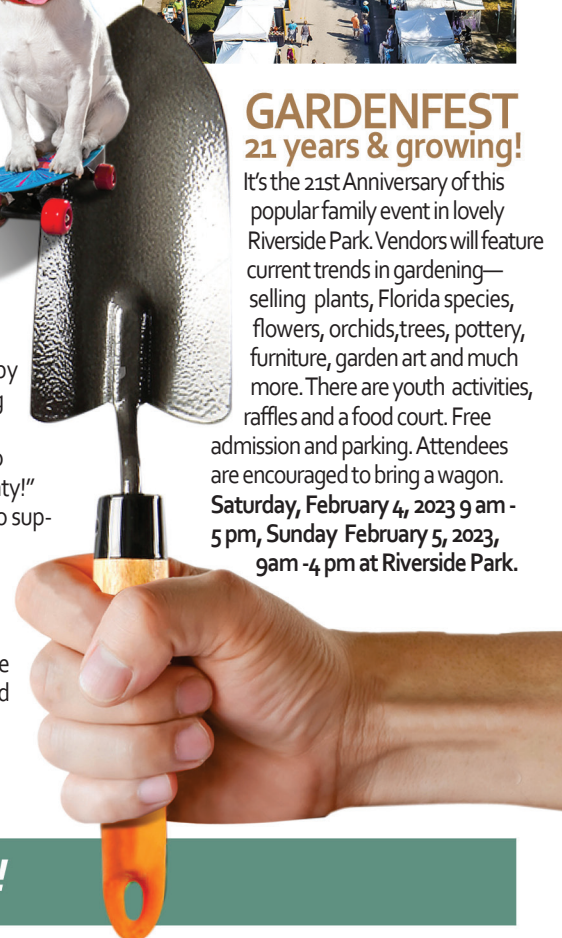 by
ty!”
sup-
GARDENFEST
21 years & growing!
It’s the 21st Anniversary of this
popular family event in lovely
Riverside Park. Vendors will feature
current trends in gardening—
selling plants, Florida species,
flowers, orchids,trees, pottery,
furniture, garden art and much
more. There are youth activities,
raffles and a food court. Free
admission and parking. Attendees
are encouraged to bring a wagon.
Saturday, February 4, 2023 9 am -
5 pm, Sunday February 5, 2023,
9am -4 pm at Riverside Park.
!